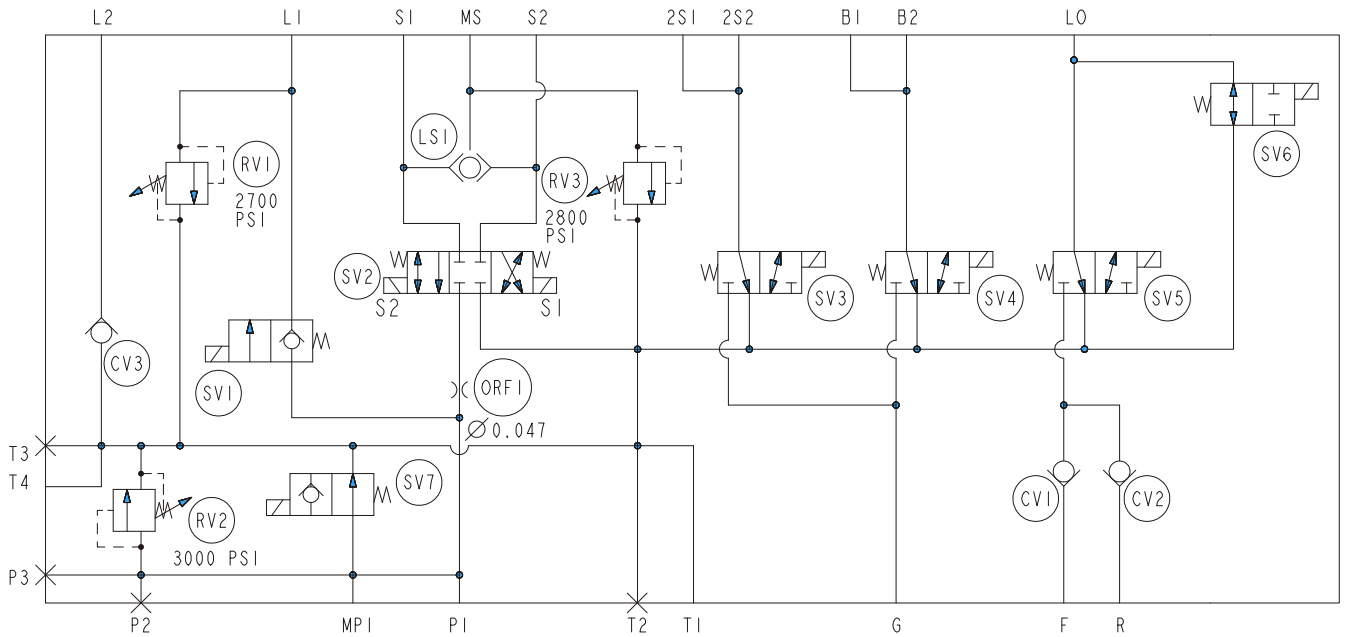 L2 L1 S1 MS S2 2S1 2S2 B1 B2 LO
LS1
SV6
RV1
2700
PSI
RV3
2800
PSI
SV2
S2
S1
SV3
SV4
SV5
CV3
SV1
ORF1
Ø 0.047
T3
T4
SV7
CV1
CV2
RV2
3000 PSI
P3
P2 MP1 P1 T2 T1 G F R